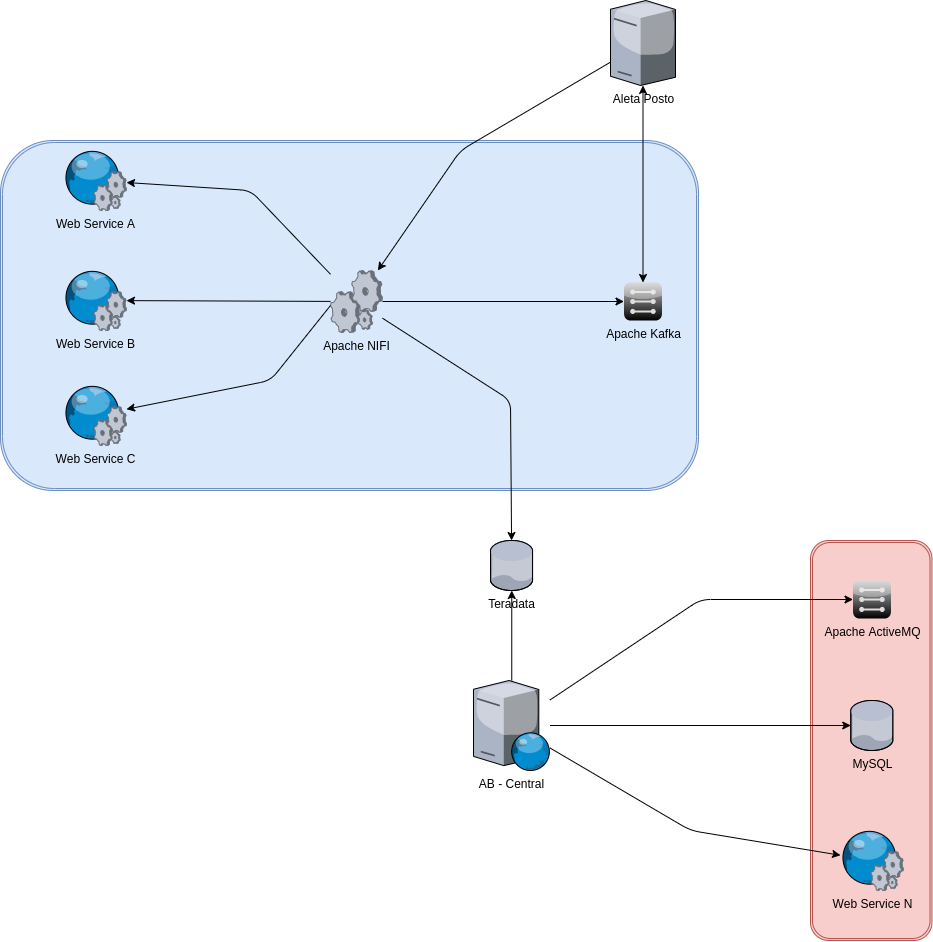 Aleta Posto
Web Service A
Web Service B
Apache NIFI
Apache Kafka
Web Service C
Teradata
Apache ActiveMQ
AB - Central
MySQL
Web Service N